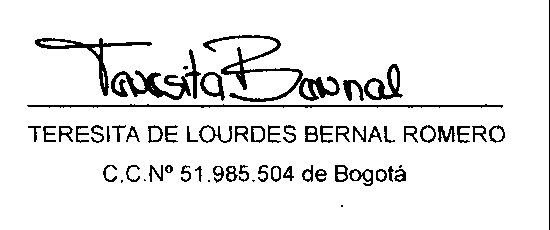 Teresita Bernal
TERESITA DE LOURDES BERNAL ROMERO
C.C.Nº 51.985.504 de Bogotá